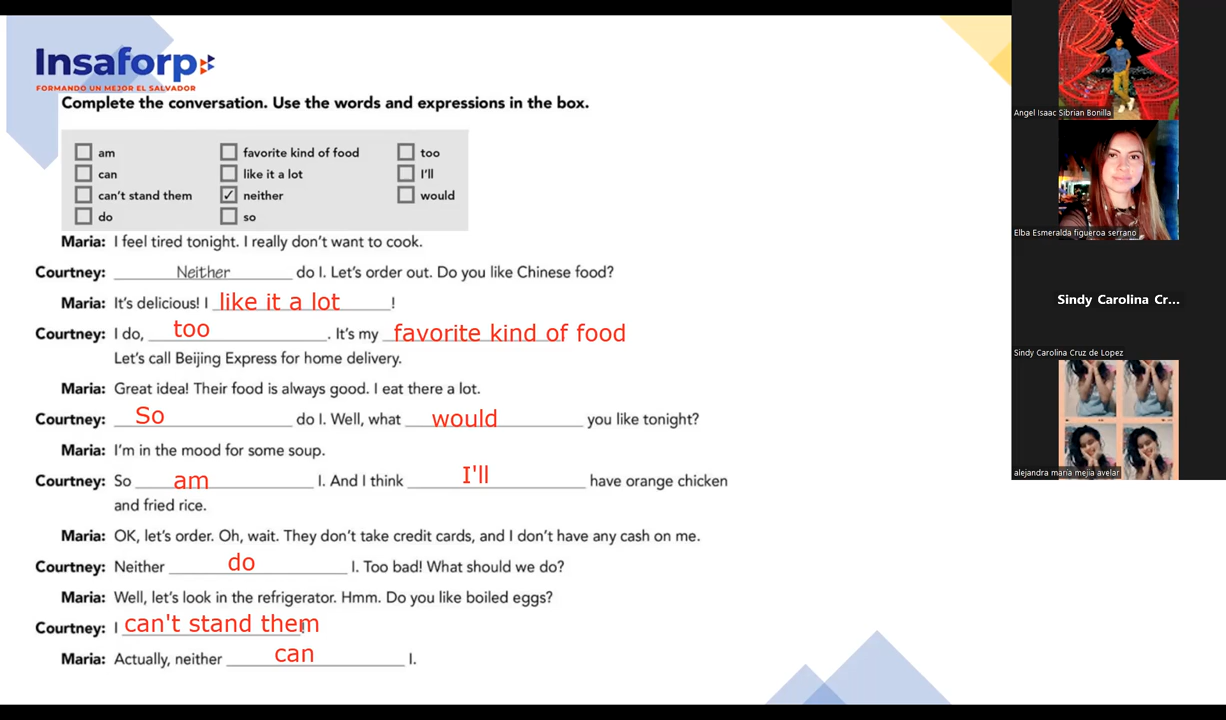 Insaforp
FORMANDO UN MEJOR EL SALVADOR
Complete the conversation. Use the words and expressions in the box.
am favorite kind of food too
can like it a lot I'll
can't stand them ✓ neither would
do so
Maria: I feel tired tonight. I really don't want to cook.
Courtney: Neither do I. Let's order out. Do you like Chinese food?
Maria: It's delicious! I like it a lot !
Courtney: I do, too . It's my favorite kind of food
Let's call Beijing Express for home delivery.
Maria: Great idea! Their food is always good. I eat there a lot.
Courtney: So do I. Well, what would you like tonight?
Maria: I'm in the mood for some soup.
Courtney: So am I. And I think I'll have orange chicken
and fried rice.
Maria: OK, let's order. Oh, wait. They don't take credit cards, and I don't have any cash on me.
Courtney: Neither do I. Too bad! What should we do?
Maria: Well, let's look in the refrigerator. Hmm. Do you like boiled eggs?
Courtney: I can't stand them
Maria: Actually, neither can I.
Angel Isaac Sibrian Bonilla
Elba Esmeralda figueroa serrano
Sindy Carolina Cr...
Sindy Carolina Cruz de Lopez
alejandra maría mejía avelar